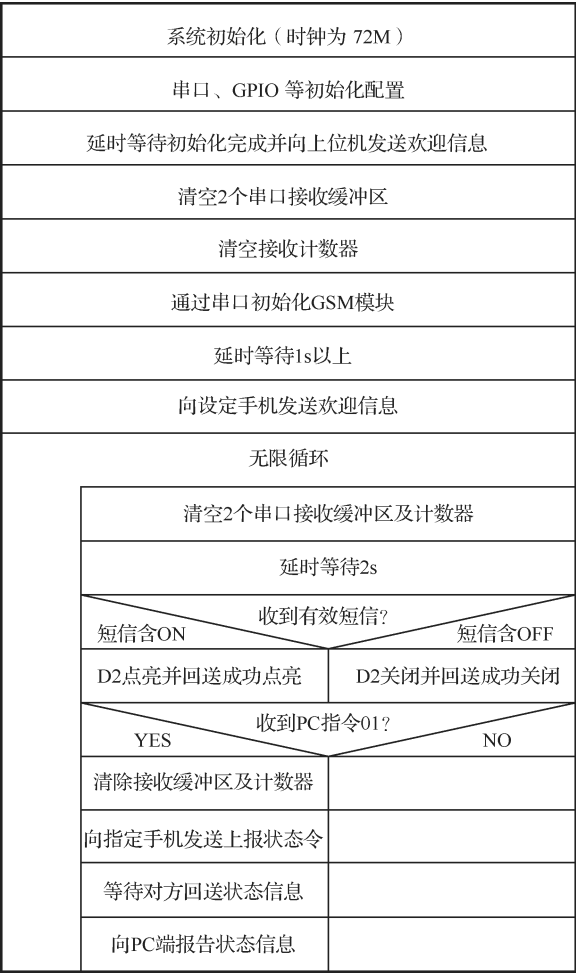 系统初始化（时钟为 72M）
串口、GPIO 等初始化配置
延时等待初始化完成并向上位机发送欢迎信息
清空2个串口接收缓冲区
清空接收计数器
通过串口初始化GSM模块
延时等待1s以上
向设定手机发送欢迎信息
无限循环
清空2个串口接收缓冲区及计数器
延时等待2s
收到有效短信?
短信含ON
短信含OFF
D2点亮并回送成功点亮
D2关闭并回送成功关闭
收到PC指令01?
YES
NO
清除接收缓冲区及计数器
向指定手机发送上报状态令
等待对方回送状态信息
向PC端报告状态信息